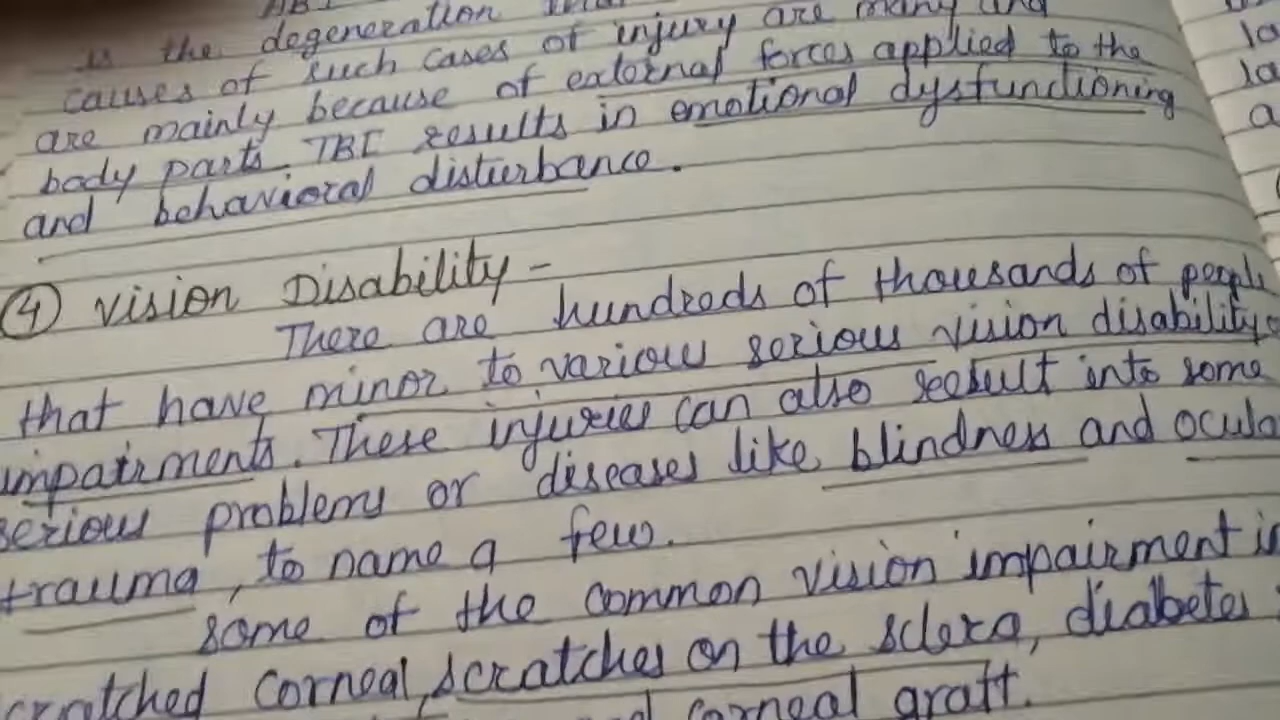 is the degeneration
causes of such cases of injury are many and
are mainly because of external forces applied to the
body parts. TBI results in emotional dysfunctioning
and behavioral disturbance.
④ Vision Disability -
There are hundreds of thousands of people
that have minor to various serious vision disability
impairments. These injuries can also result into some
serious problems or diseases like blindness and ocula
trauma, to name a few.
some of the common vision impairment
scratched corneal, scratches on the sclera, diabetes
corneal graft.